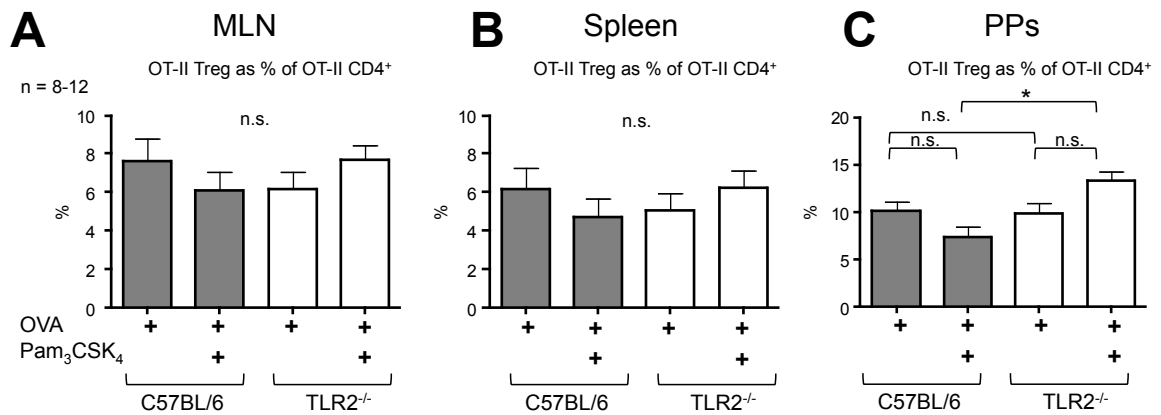 A MLN
OT-II Treg as % of OT-II CD4⁺
n = 8-12
n.s.
10
8
6
4
2
0
%
OVA + + + +
Pam₃CSK₄ + +
C57BL/6 TLR2⁻/⁻
B Spleen
OT-II Treg as % of OT-II CD4⁺
n.s.
10
8
6
4
2
0
%
+ + + +
+ +
C57BL/6 TLR2⁻/⁻
C PPs
OT-II Treg as % of OT-II CD4⁺
*
n.s.
n.s. n.s.
20
15
10
5
0
%
+ + + +
+ +
C57BL/6 TLR2⁻/⁻